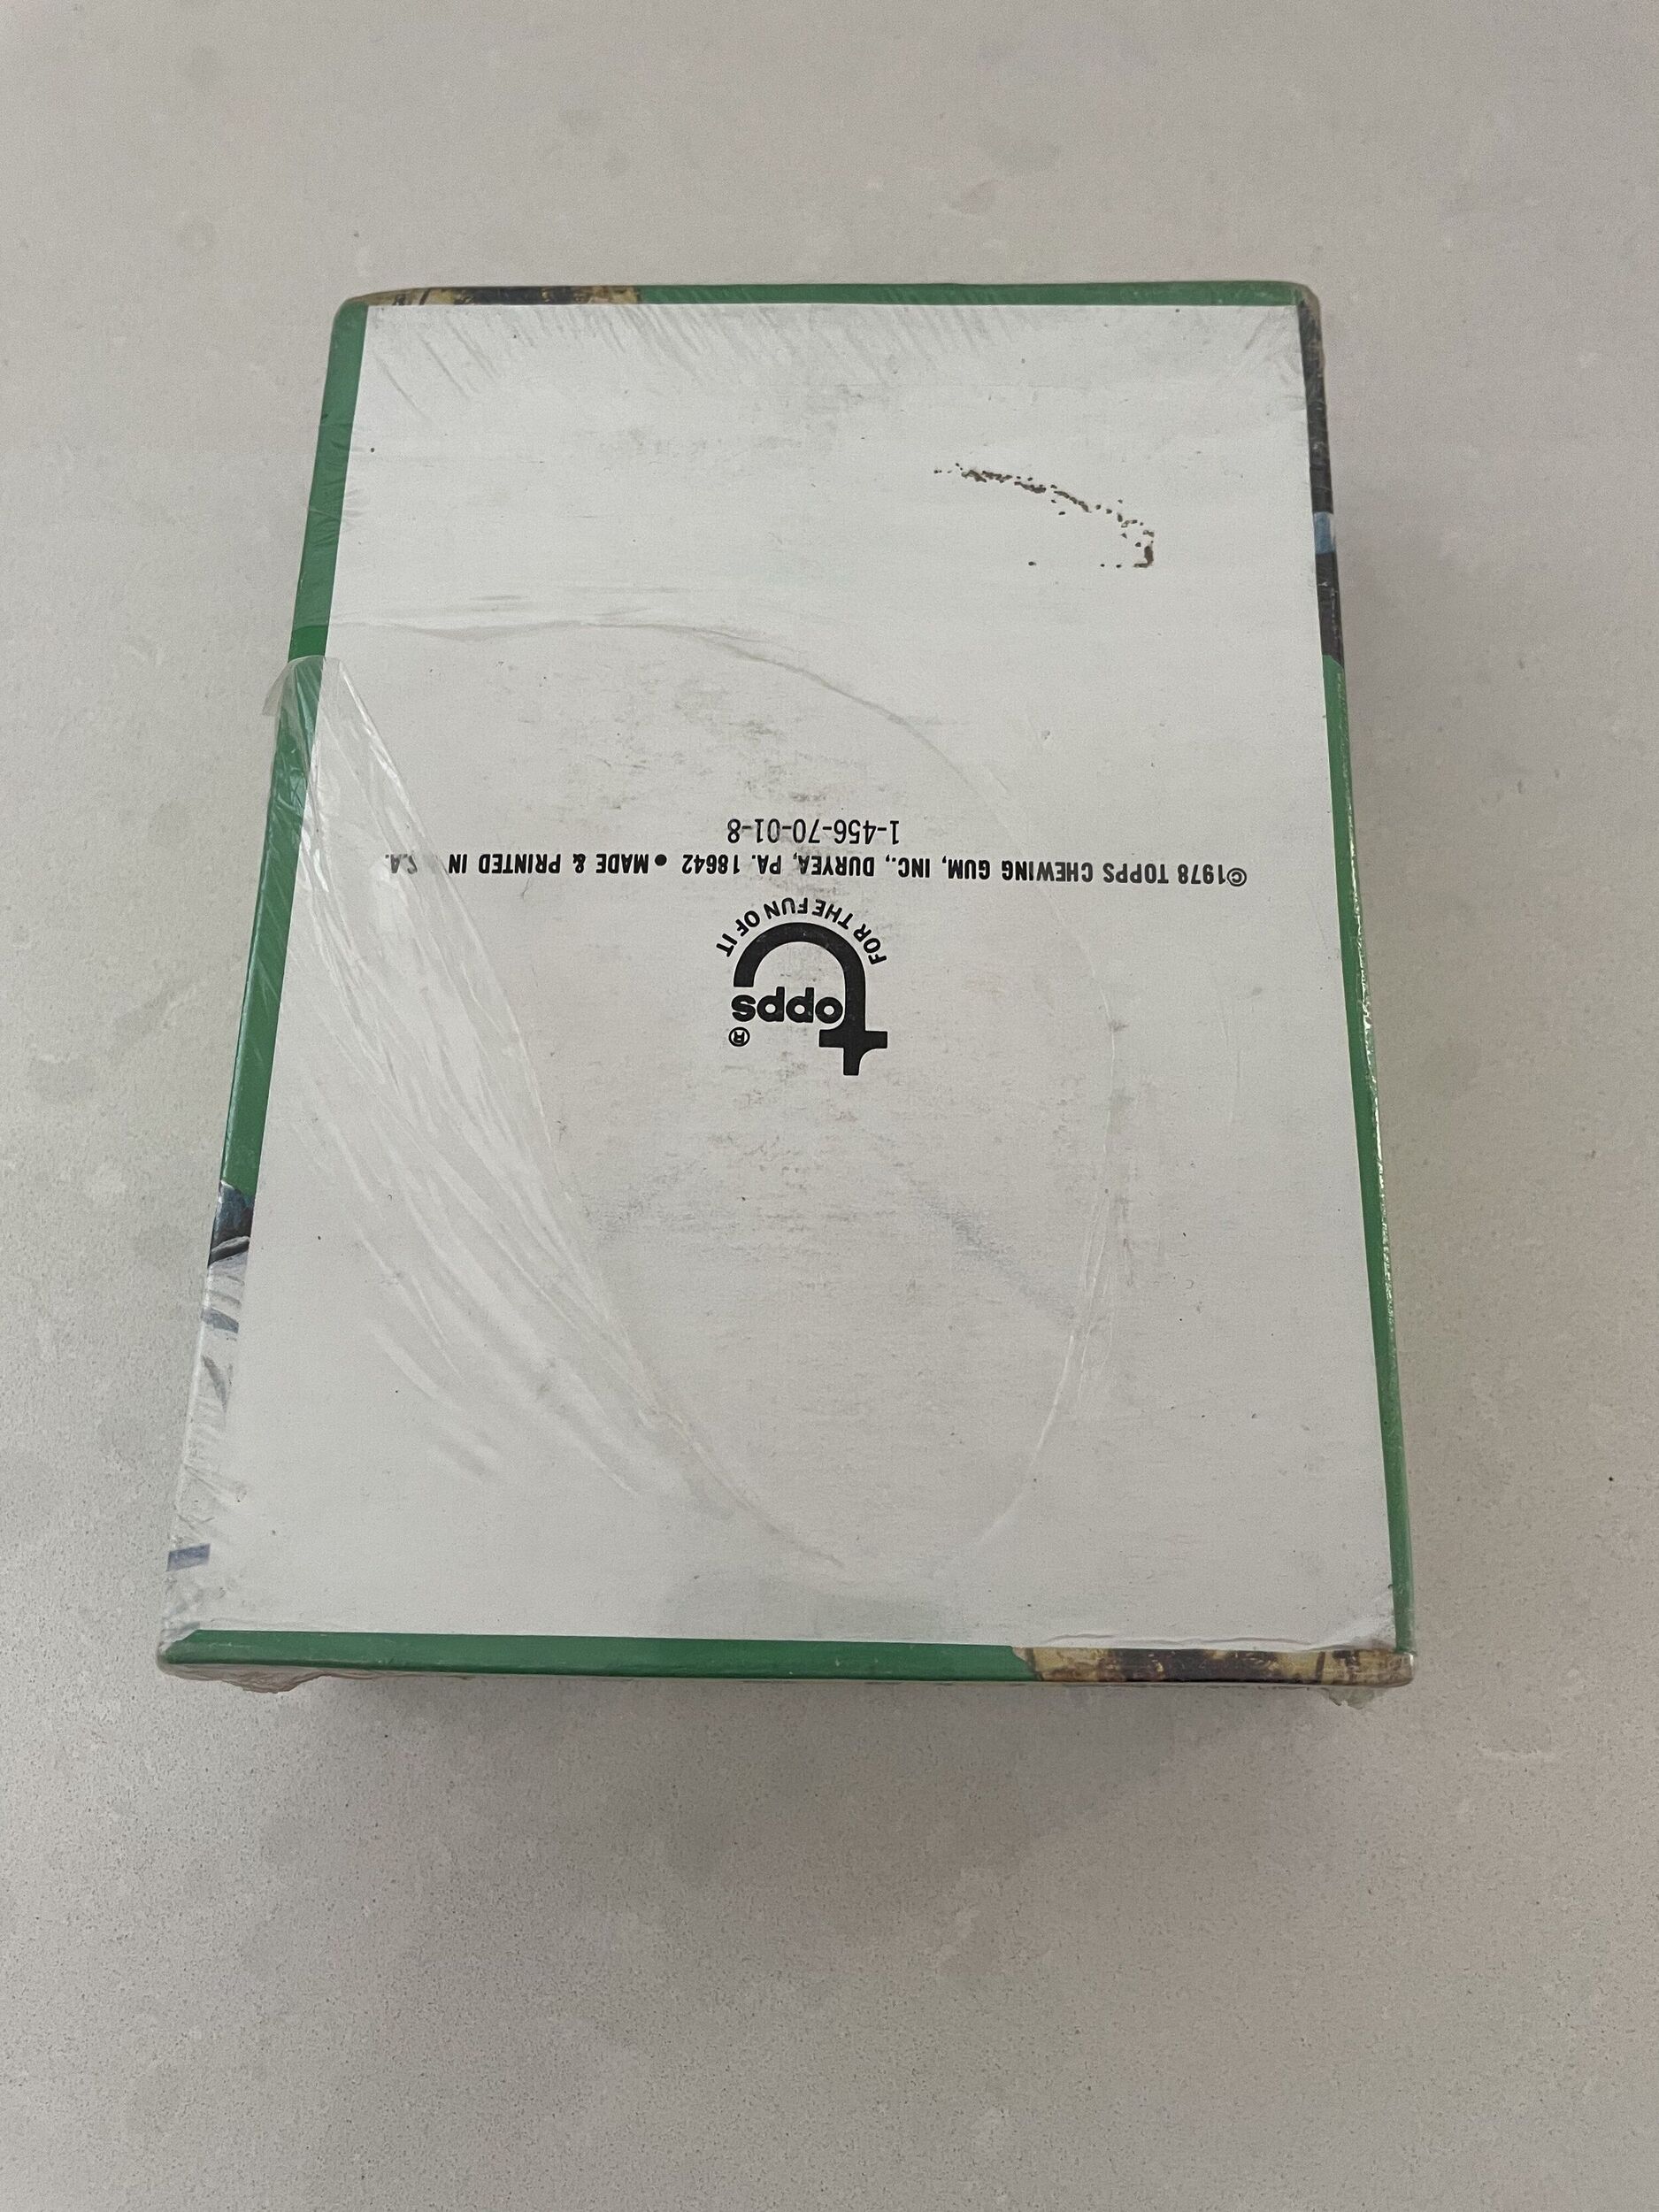 topps®
FOR THE FUN OF IT
©1978 TOPPS CHEWING GUM, INC., DURYEA, PA. 18642 • MADE & PRINTED IN .S.A.
1-456-70-01-8